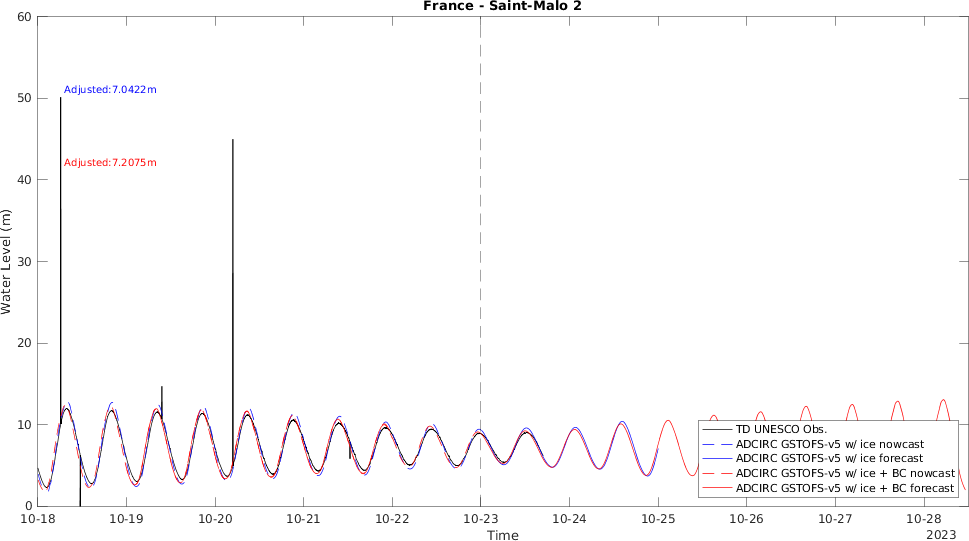 France - Saint-Malo 2
60
50
40
30
20
10
0
Water Level (m)
Adjusted:7.0422m
Adjusted:7.2075m
TD UNESCO Obs.
ADCIRC GSTOFS-v5 w/ ice nowcast
ADCIRC GSTOFS-v5 w/ ice forecast
ADCIRC GSTOFS-v5 w/ ice + BC nowcast
ADCIRC GSTOFS-v5 w/ ice + BC forecast
10-18 10-19 10-20 10-21 10-22 10-23 10-24 10-25 10-26 10-27 10-28
Time
2023